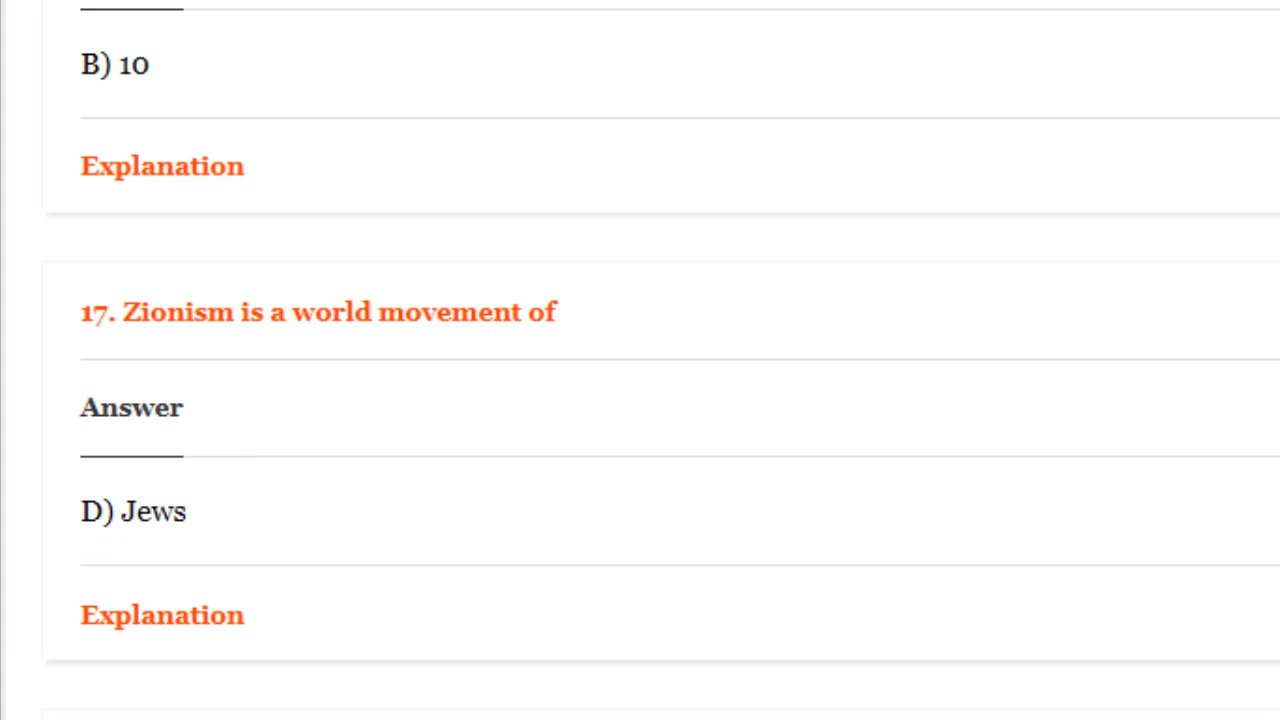 B) 10
Explanation
17. Zionism is a world movement of
Answer
D) Jews
Explanation